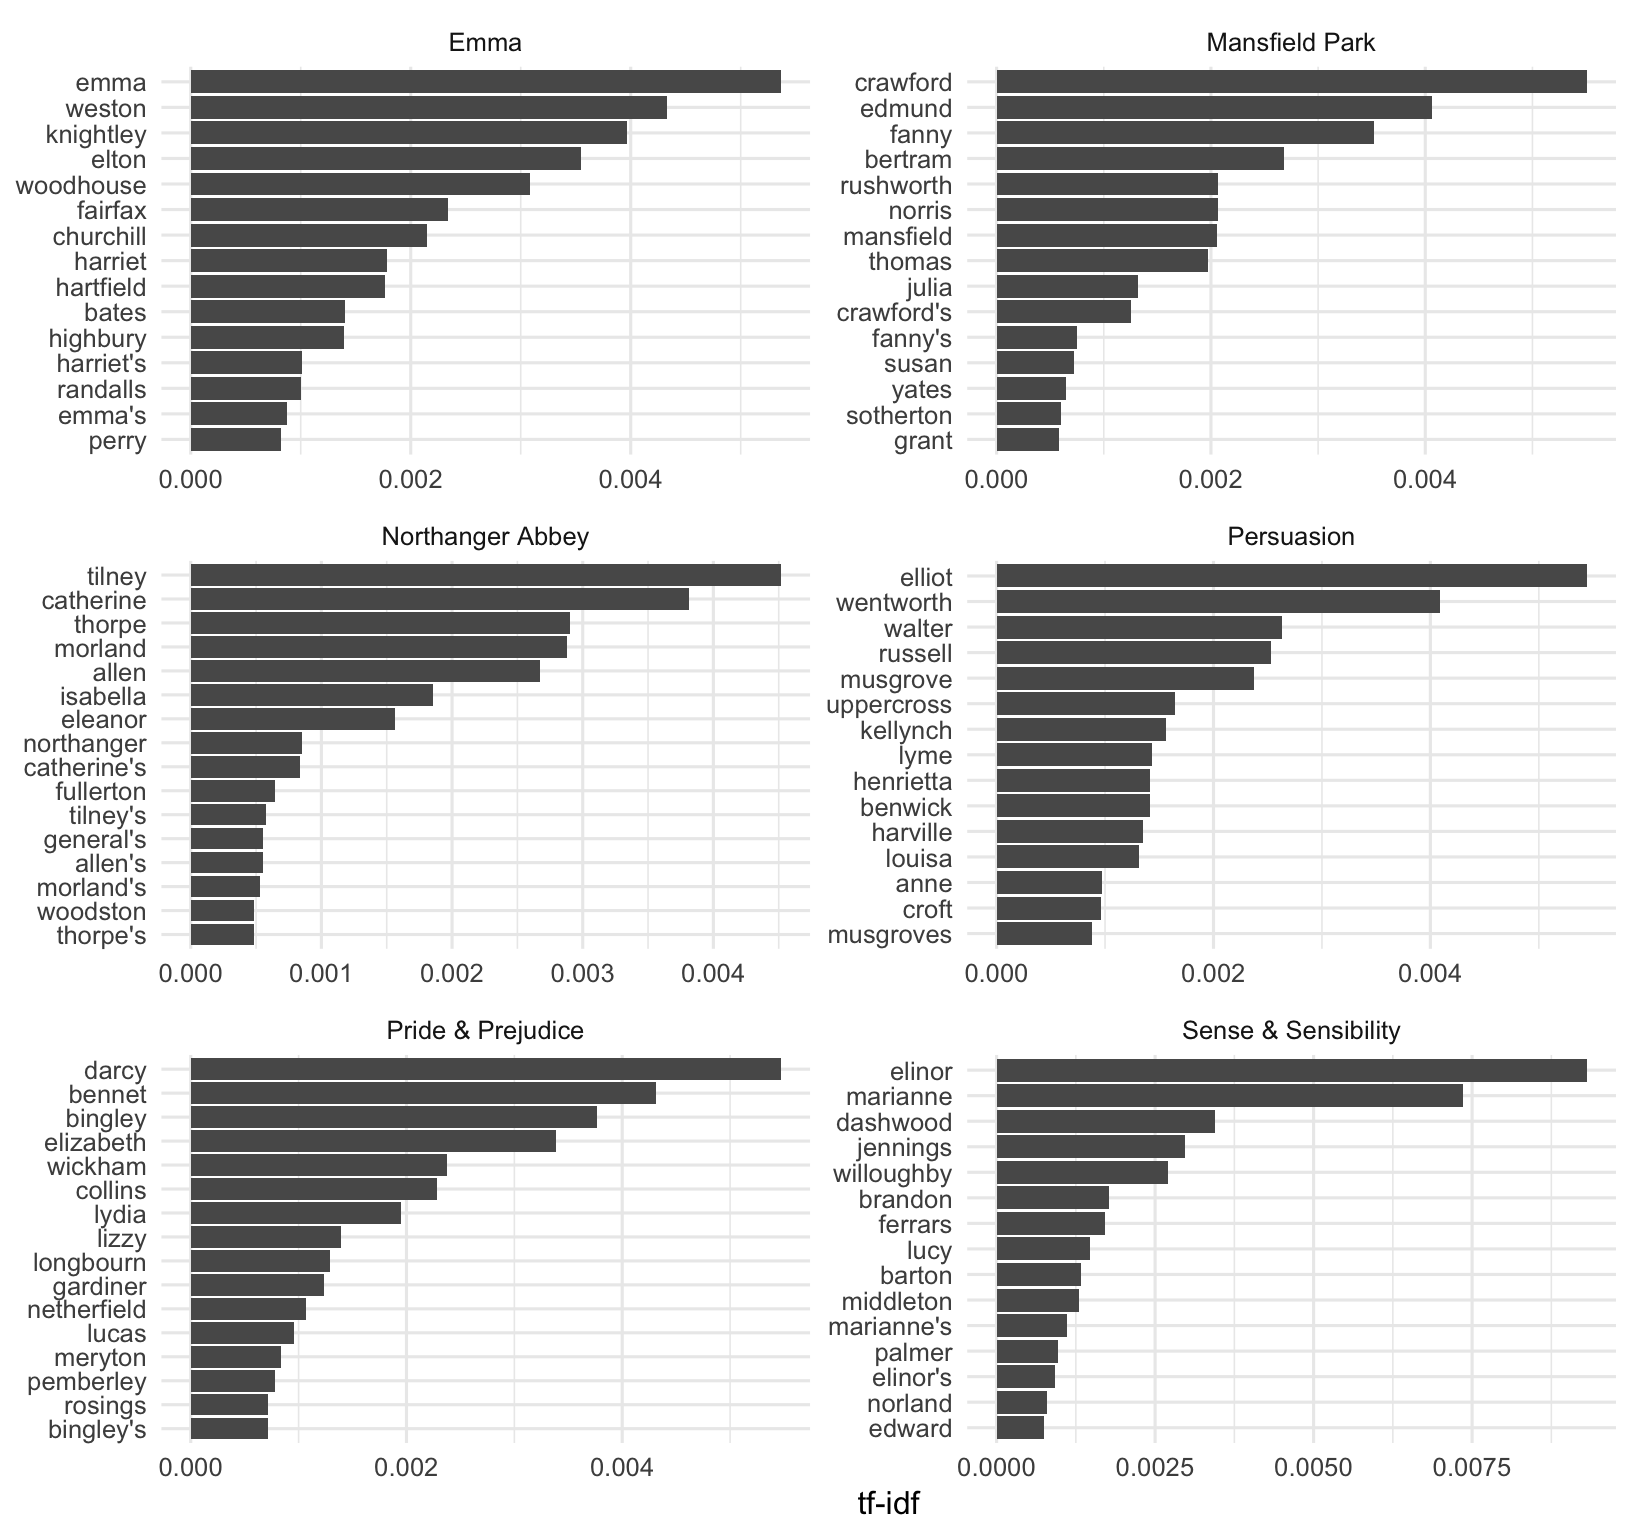 Emma
emma
weston
knightley
elton
woodhouse
fairfax
churchill
harriet
hartfield
bates
highbury
harriet's
randalls
emma's
perry
0.000 0.002 0.004
Mansfield Park
crawford
edmund
fanny
bertram
rushworth
norris
mansfield
thomas
julia
crawford's
fanny's
susan
yates
sotherton
grant
0.000 0.002 0.004
Northanger Abbey
tilney
catherine
thorpe
morland
allen
isabella
eleanor
northanger
catherine's
fullerton
tilney's
general's
allen's
morland's
woodston
thorpe's
0.000 0.001 0.002 0.003 0.004
Persuasion
elliot
wentworth
walter
russell
musgrove
uppercross
kellynch
lyme
henrietta
benwick
harville
louisa
anne
croft
musgroves
0.000 0.002 0.004
Pride & Prejudice
darcy
bennet
bingley
elizabeth
wickham
collins
lydia
lizzy
longbourn
gardiner
netherfield
lucas
meryton
pemberley
rosings
bingley's
0.000 0.002 0.004
Sense & Sensibility
elinor
marianne
dashwood
jennings
willoughby
brandon
ferrars
lucy
barton
middleton
marianne's
palmer
elinor's
norland
edward
0.0000 0.0025 0.0050 0.0075
tf-idf